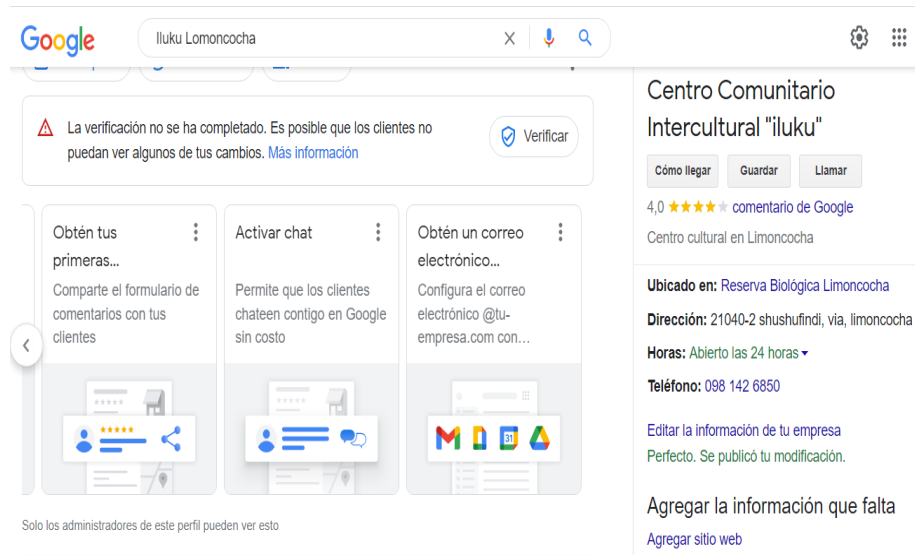 Google
Iluku Lomoncocha
La verificación no se ha completado. Es posible que los clientes no
puedan ver algunos de tus cambios. Más información
Verificar
Obtén tus
primeras...
Comparte el formulario de
comentarios con tus
clientes
Activar chat
Permite que los clientes
chateen contigo en Google
sin costo
Obtén un correo
electrónico...
Configura el correo
electrónico @tu-
empresa.com con...
31
Solo los administradores de este perfil pueden ver esto
Centro Comunitario
Intercultural "iluku"
Cómo llegar
Guardar
Llamar
4,0 comentario de Google
Centro cultural en Limoncocha
Ubicado en: Reserva Biológica Limoncocha
Dirección: 21040-2 shushufindi, via, limoncocha
Horas: Abierto las 24 horas
Teléfono: 098 142 6850
Editar la información de tu empresa
Perfecto. Se publicó tu modificación.
Agregar la información que falta
Agregar sitio web